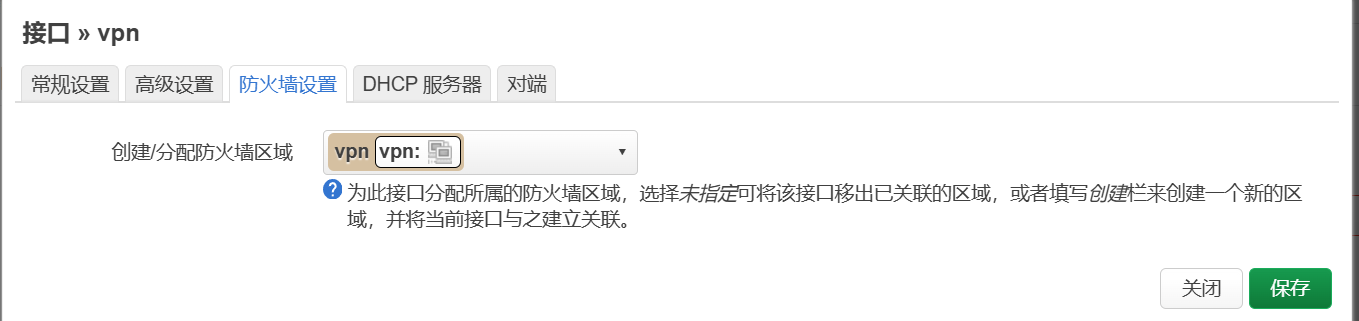 接口 » vpn
常规设置 高级设置 防火墙设置 DHCP 服务器 对端
创建/分配防火墙区域 vpn vpn:
为此接口分配所属的防火墙区域，选择未指定可将该接口移出已关联的区域，或者填写创建栏来创建一个新的区
域，并将当前接口与之建立关联。
关闭 保存